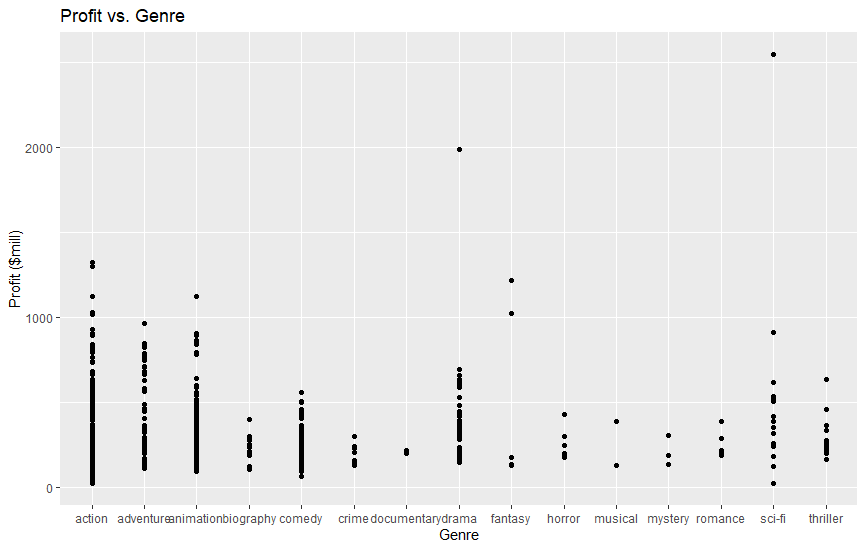 Profit vs. Genre
Profit ($mill)
2000
1000
0
action adventure animation biography comedy crime documentary drama fantasy horror musical mystery romance sci-fi thriller
Genre